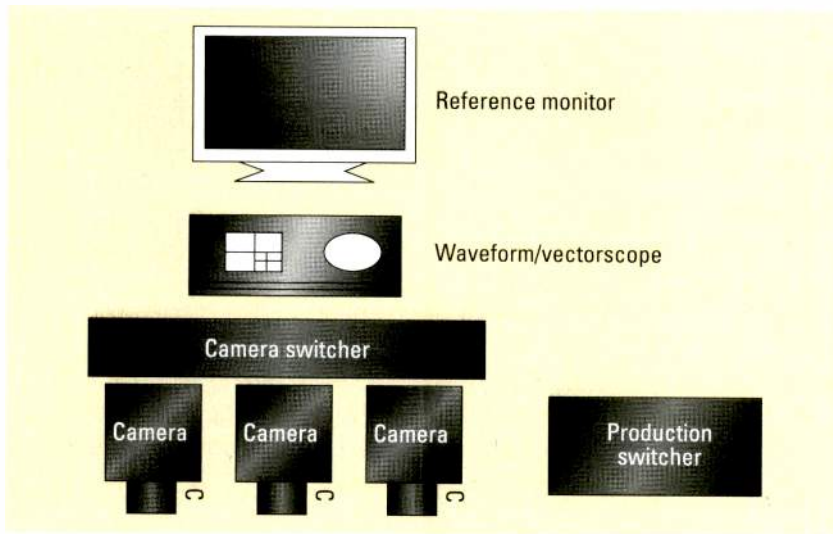 Reference monitor
Waveform/vectorscope
Camera switcher
Camera
Camera
Camera
Production
switcher
C
C
C